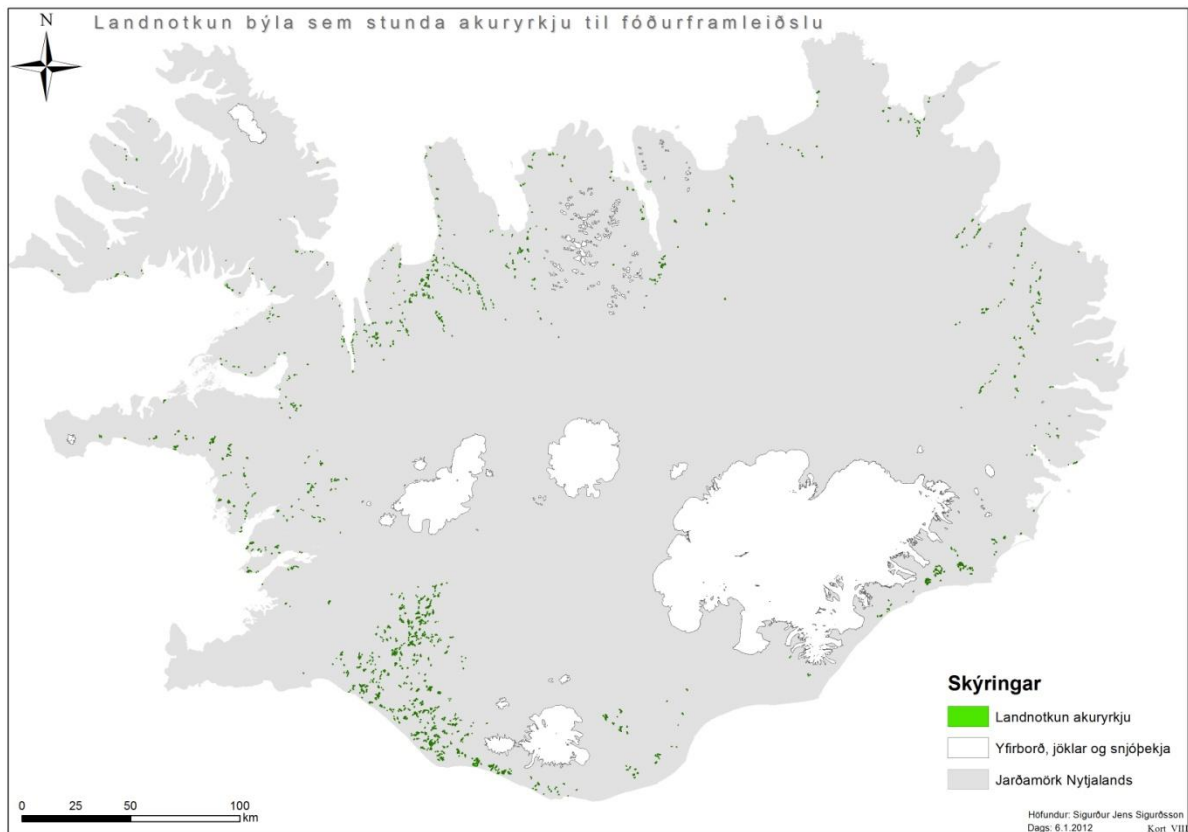 Landnotkun býla sem stunda akuryrkju til fóðurframleiðslu
N
Skýringar
Landnotkun akuryrkju
Yfirborð, jöklar og snjóþekja
Jarðamörk Nytjalands
0 25 50 100
km
Höfundur: Sigurður Jens Sigurðsson
Dags: 6.1.2012 Kort VIII